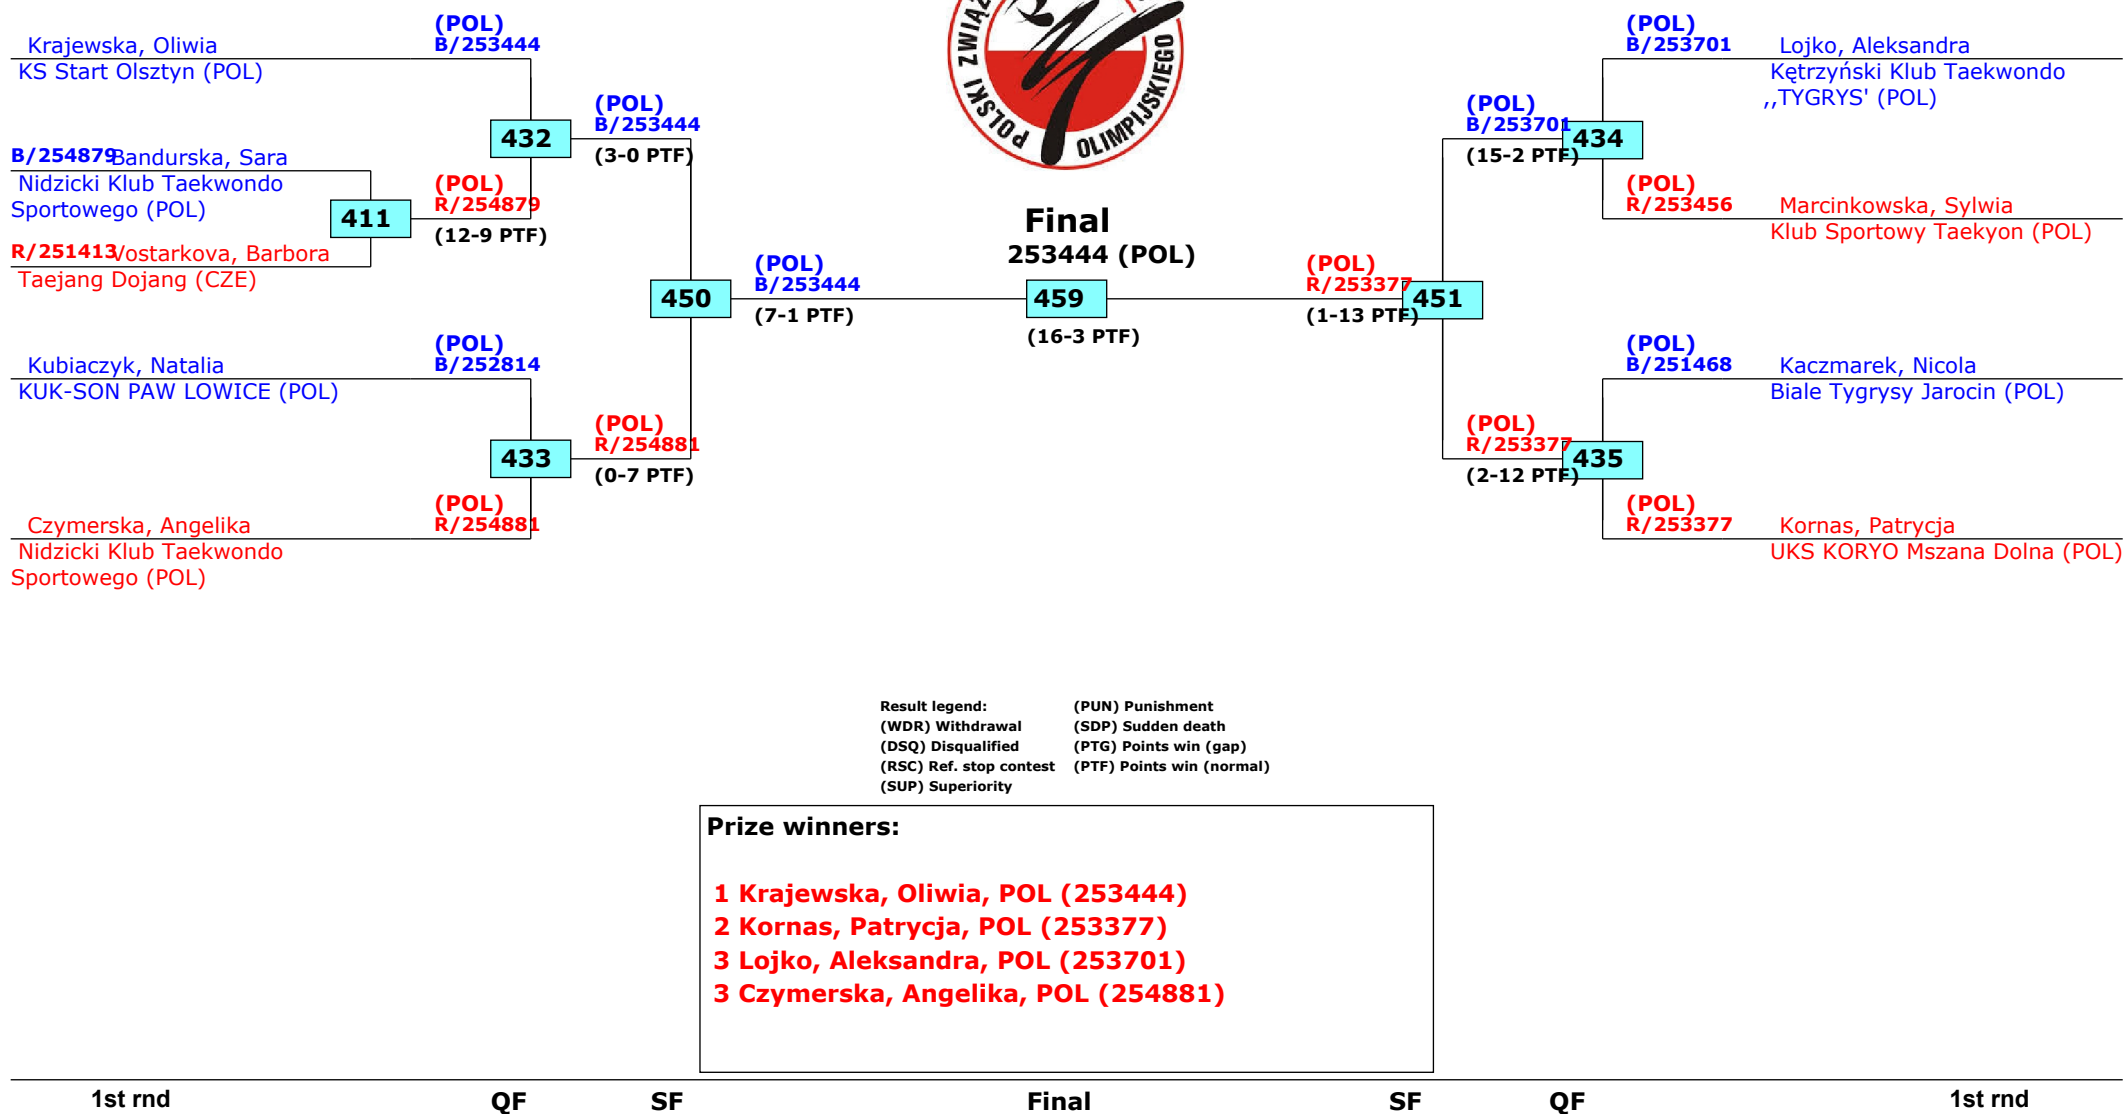 (POL)
B/253444
Krajewska, Oliwia
KS Start Olsztyn (POL)
432
(POL)
B/253444
(3-0 PTF)
B/254879
Bandurska, Sara
Nidzicki Klub Taekwondo
Sportowego (POL)
411
(POL)
R/254879
(12-9 PTF)
R/251413
Vostarkova, Barbora
Taejang Dojang (CZE)
450
(POL)
B/253444
(7-1 PTF)
(POL)
B/252814
Kubiaczyk, Natalia
KUK-SON PAW LOWICE (POL)
433
(POL)
R/254881
(0-7 PTF)
(POL)
R/254881
Czymerska, Angelika
Nidzicki Klub Taekwondo
Sportowego (POL)
POLSKI
OLIMPIJSKIEGO
Final
253444 (POL)
459
(16-3 PTF)
(POL)
B/253701
Lojko, Aleksandra
Kętrzyński Klub Taekwondo
,,TYGRYS' (POL)
(POL)
B/253701
434
(15-2 PTF)
(POL)
R/253456
Marcinkowska, Sylwia
Klub Sportowy Taekyon (POL)
(POL)
R/253377
451
(1-13 PTF)
(POL)
B/251468
Kaczmarek, Nicola
Biale Tygrysy Jarocin (POL)
(POL)
R/253377
435
(2-12 PTF)
(POL)
R/253377
Kornas, Patrycja
UKS KORYO Mszana Dolna (POL)
Result legend:
(WDR) Withdrawal
(DSQ) Disqualified
(RSC) Ref. stop contest
(SUP) Superiority
(PUN) Punishment
(SDP) Sudden death
(PTG) Points win (gap)
(PTF) Points win (normal)
Prize winners:
1 Krajewska, Oliwia, POL (253444)
2 Kornas, Patrycja, POL (253377)
3 Lojko, Aleksandra, POL (253701)
3 Czymerska, Angelika, POL (254881)
1st rnd QF SF Final SF QF 1st rnd